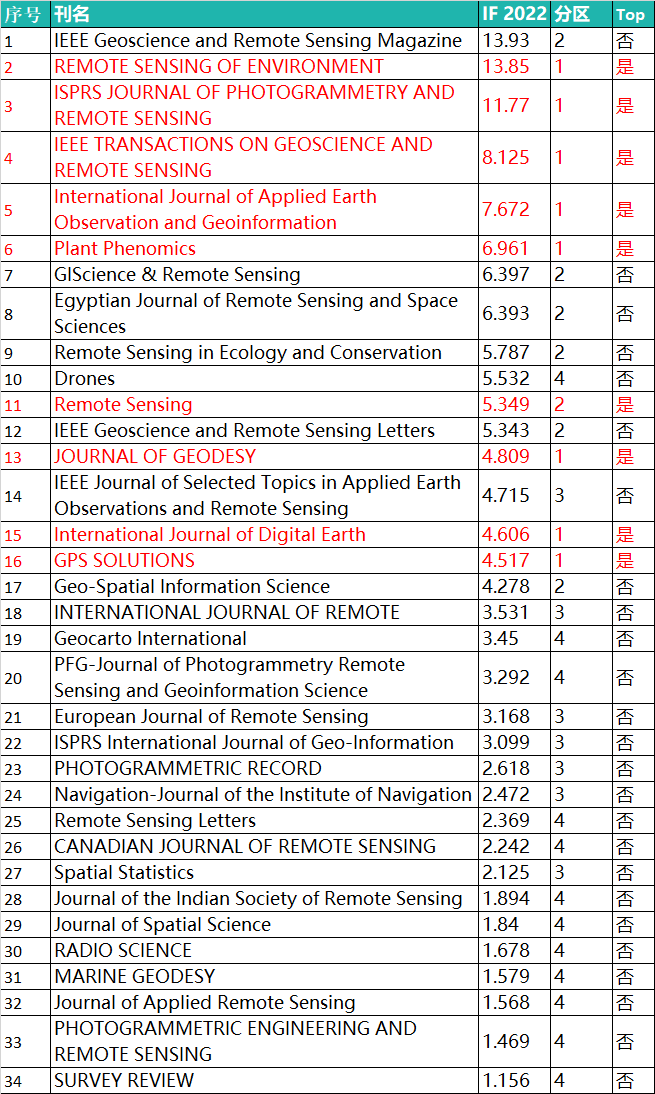 序号 刊名 IF 2022 分区 Top
1 IEEE Geoscience and Remote Sensing Magazine 13.93 2 否
2 REMOTE SENSING OF ENVIRONMENT 13.85 1 是
3 ISPRS JOURNAL OF PHOTOGRAMMETRY AND
REMOTE SENSING 11.77 1 是
4 IEEE TRANSACTIONS ON GEOSCIENCE AND
REMOTE SENSING 8.125 1 是
5 International Journal of Applied Earth
Observation and Geoinformation 7.672 1 是
6 Plant Phenomics 6.961 1 是
7 GIScience & Remote Sensing 6.397 2 否
8 Egyptian Journal of Remote Sensing and Space
Sciences 6.393 2 否
9 Remote Sensing in Ecology and Conservation 5.787 2 否
10 Drones 5.532 4 否
11 Remote Sensing 5.349 2 是
12 IEEE Geoscience and Remote Sensing Letters 5.343 2 否
13 JOURNAL OF GEODESY 4.809 1 是
14 IEEE Journal of Selected Topics in Applied Earth
Observations and Remote Sensing 4.715 3 否
15 International Journal of Digital Earth 4.606 1 是
16 GPS SOLUTIONS 4.517 1 是
17 Geo-Spatial Information Science 4.278 2 否
18 INTERNATIONAL JOURNAL OF REMOTE 3.531 3 否
19 Geocarto International 3.45 4 否
20 PFG-Journal of Photogrammetry Remote
Sensing and Geoinformation Science 3.292 4 否
21 European Journal of Remote Sensing 3.168 3 否
22 ISPRS International Journal of Geo-Information 3.099 3 否
23 PHOTOGRAMMETRIC RECORD 2.618 3 否
24 Navigation-Journal of the Institute of Navigation 2.472 3 否
25 Remote Sensing Letters 2.369 4 否
26 CANADIAN JOURNAL OF REMOTE SENSING 2.242 4 否
27 Spatial Statistics 2.125 3 否
28 Journal of the Indian Society of Remote Sensing 1.894 4 否
29 Journal of Spatial Science 1.84 4 否
30 RADIO SCIENCE 1.678 4 否
31 MARINE GEODESY 1.579 4 否
32 Journal of Applied Remote Sensing 1.568 4 否
33 PHOTOGRAMMETRIC ENGINEERING AND
REMOTE SENSING 1.469 4 否
34 SURVEY REVIEW 1.156 4 否